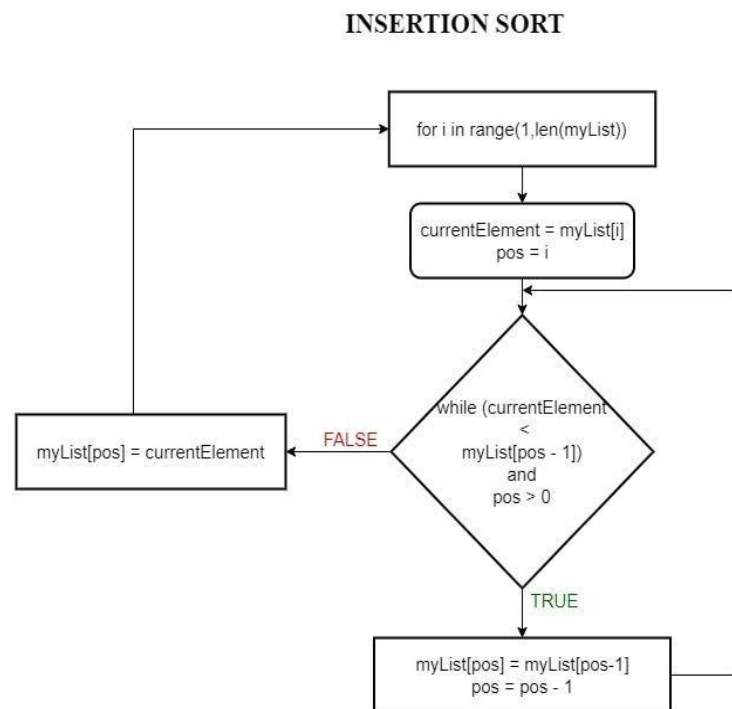 INSERTION SORT
for i in range(1,len(myList))
currentElement = myList[i]
pos = i
while (currentElement
<
myList[pos - 1])
and
pos > 0
FALSE
myList[pos] = currentElement
TRUE
myList[pos] = myList[pos-1]
pos = pos - 1